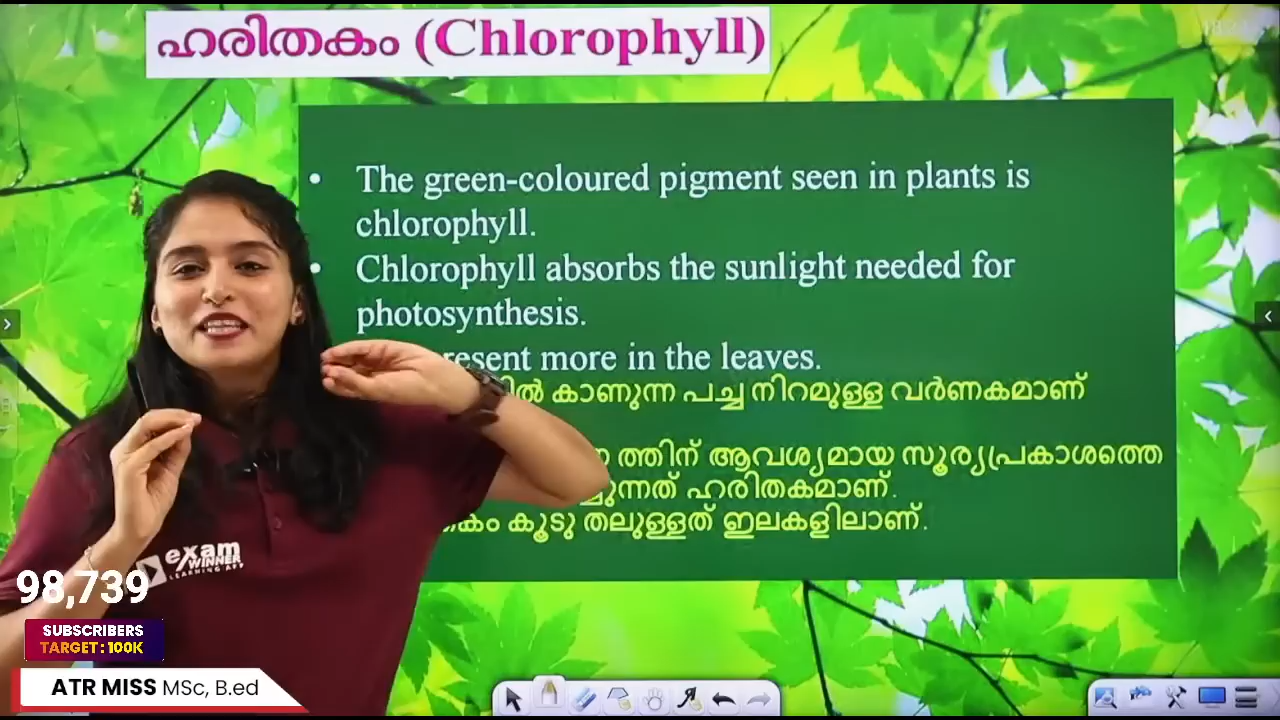 ഹരിതകം (Chlorophyll)
• The green-coloured pigment seen in plants is
chlorophyll.
• Chlorophyll absorbs the sunlight needed for
photosynthesis.
more in the leaves.
കാണുന്ന പച്ച നിറമുള്ള വർണകമാണ്
ത്തിന് ആവശ്യമായ സൂര്യപ്രകാശത്തെ
ഹരിതകമാണ്.
കൂടു തലുള്ളത് ഇലകളിലാണ്.
exam
WINNER
LEARNING APP
98,739
SUBSCRIBERS
TARGET : 100K
ATR MISS MSc, B.ed